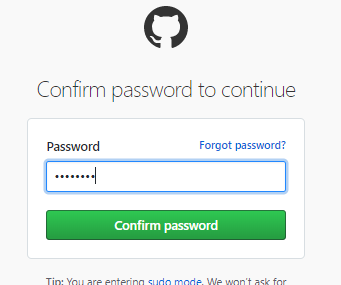 Confirm password to continue
Password Forgot password?
••••••••
Confirm password
Tip: You are entering sudo mode. We won't ask for